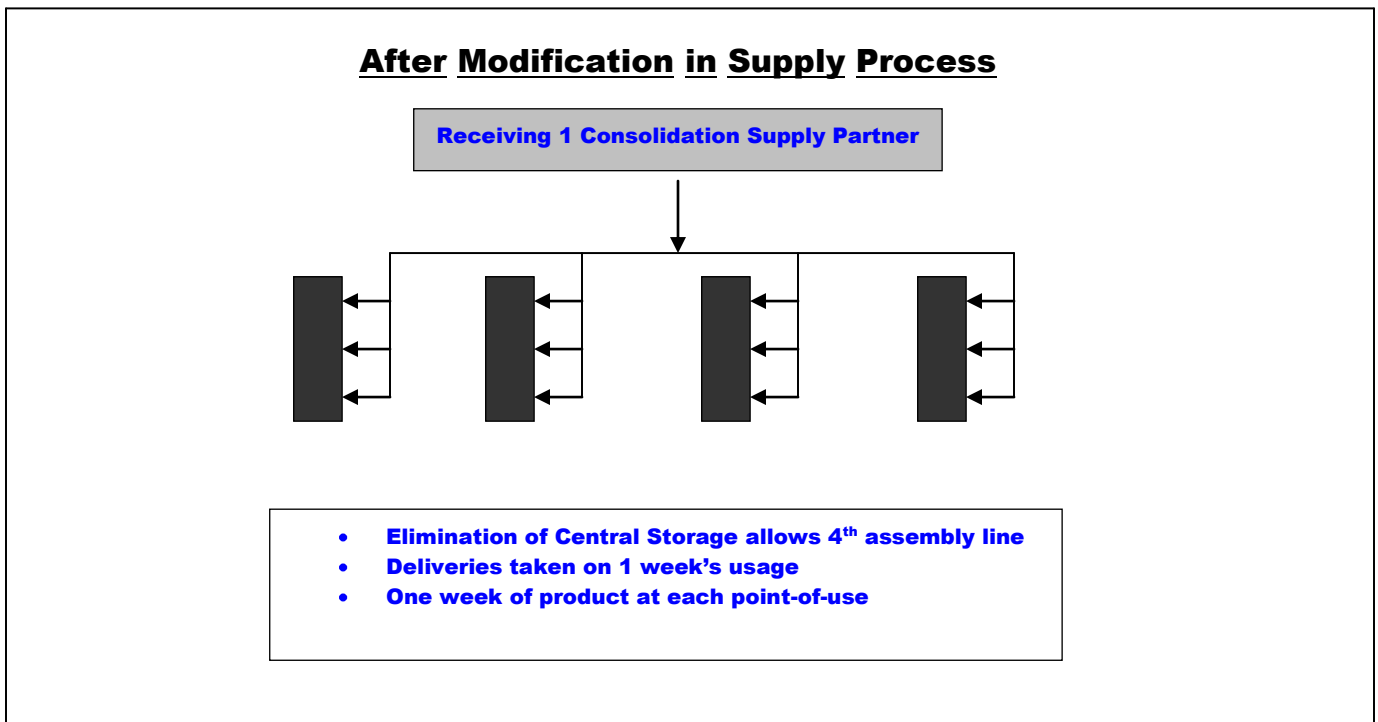 After Modification in Supply Process
Receiving 1 Consolidation Supply Partner
• Elimination of Central Storage allows 4th assembly line
• Deliveries taken on 1 week's usage
• One week of product at each point-of-use